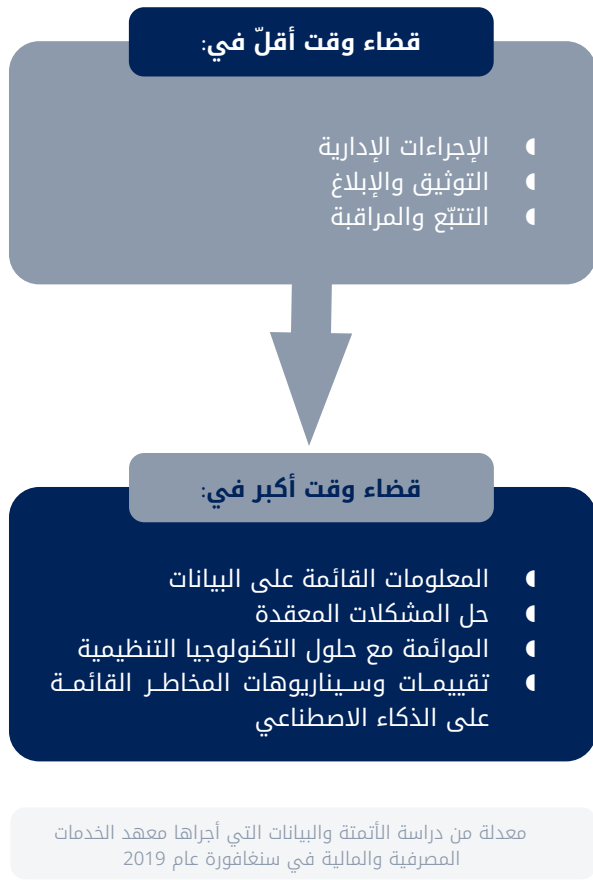 قضاء وقت أقلّ في:
الإجراءات الإدارية
التوثيق والإبلاغ
التتبّع والمراقبة
قضاء وقت أكبر في:
المعلومات القائمة على البيانات
حل المشكلات المعقدة
الموائمة مع حلول التكنولوجيا التنظيمية
تقييمـات وسـيناريوهات المخاطـر القائمـة
على الذكاء الاصطناعي
معدلة من دراسة الأتمتة والبيانات التي أجراها معهد الخدمات
المصرفية والمالية في سنغافورة عام 2019